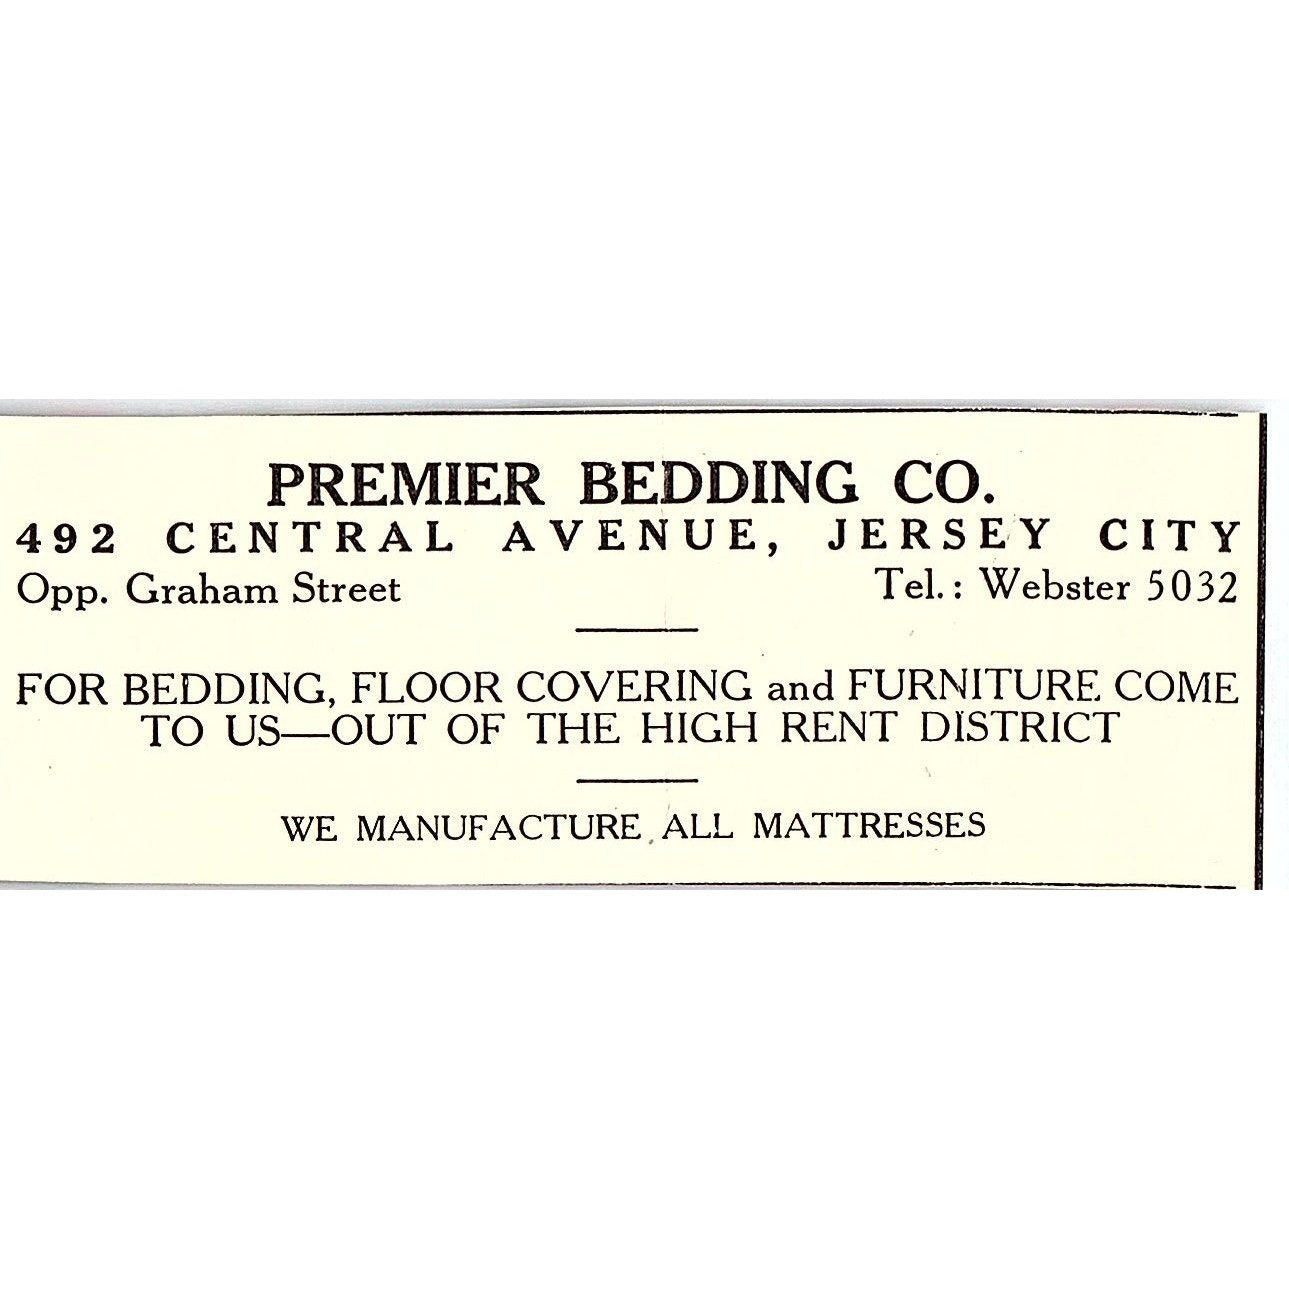 PREMIER BEDDING CO.
492 CENTRAL AVENUE, JERSEY CITY
Opp. Graham Street Tel.: Webster 5032
FOR BEDDING, FLOOR COVERING and FURNITURE COME
TO US—OUT OF THE HIGH RENT DISTRICT
WE MANUFACTURE ALL MATTRESSES